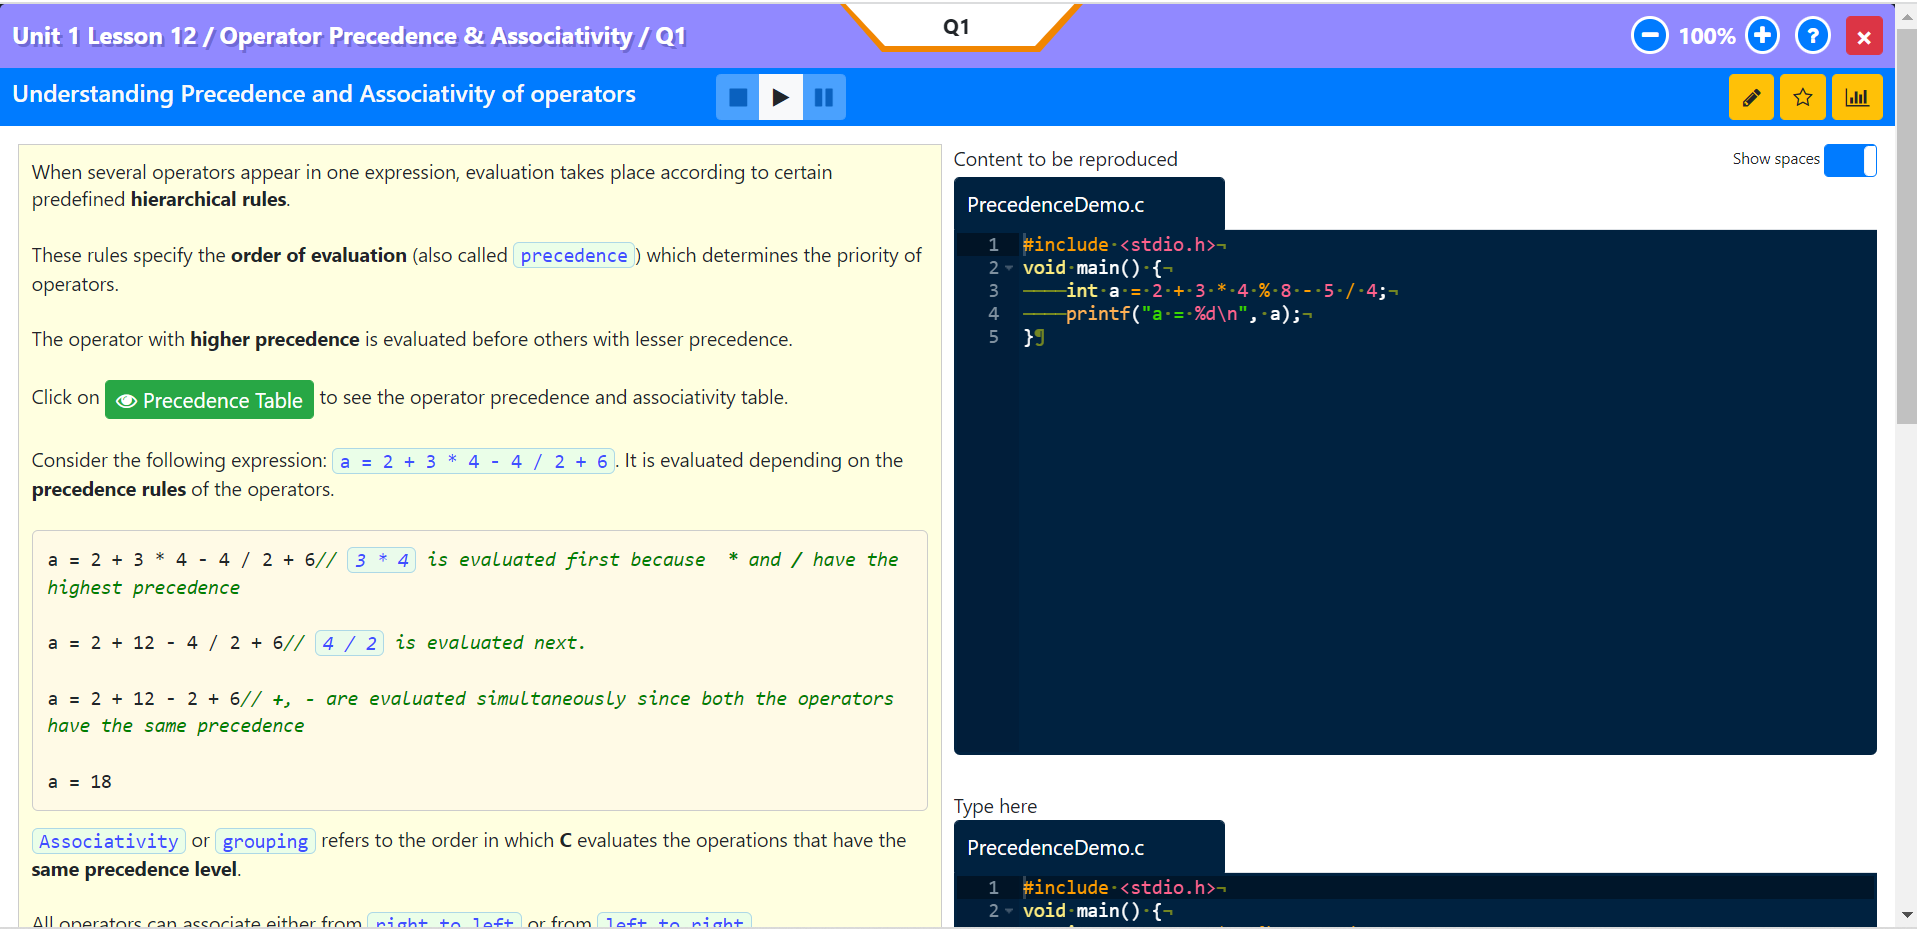 Unit 1 Lesson 12 / Operator Precedence & Associativity / Q1
Q1
100%
?
×
Understanding Precedence and Associativity of operators
When several operators appear in one expression, evaluation takes place according to certain
predefined hierarchical rules.
These rules specify the order of evaluation (also called precedence) which determines the priority of
operators.
The operator with higher precedence is evaluated before others with lesser precedence.
Click on Precedence Table to see the operator precedence and associativity table.
Consider the following expression: a = 2 + 3 * 4 - 4 / 2 + 6. It is evaluated depending on the
precedence rules of the operators.
a = 2 + 3 * 4 - 4 / 2 + 6// 3 * 4 is evaluated first because * and / have the
highest precedence
a = 2 + 12 - 4 / 2 + 6// 4 / 2 is evaluated next.
a = 2 + 12 - 2 + 6// +, - are evaluated simultaneously since both the operators
have the same precedence
a = 18
Associativity or grouping refers to the order in which C evaluates the operations that have the
same precedence level.
All operators can associate either from right to left or from left to right
Content to be reproduced
Show spaces
PrecedenceDemo.c
1 #include·<stdio.h>¬
2 void·main()·{¬
3 ————int·a·=·2·+·3·*·4·%·8·-·5·/·4;¬
4 ————printf("a·=·%d\n",·a);¬
5 }¶
Type here
PrecedenceDemo.c
1 #include·<stdio.h>¬
2 void·main()·{¬